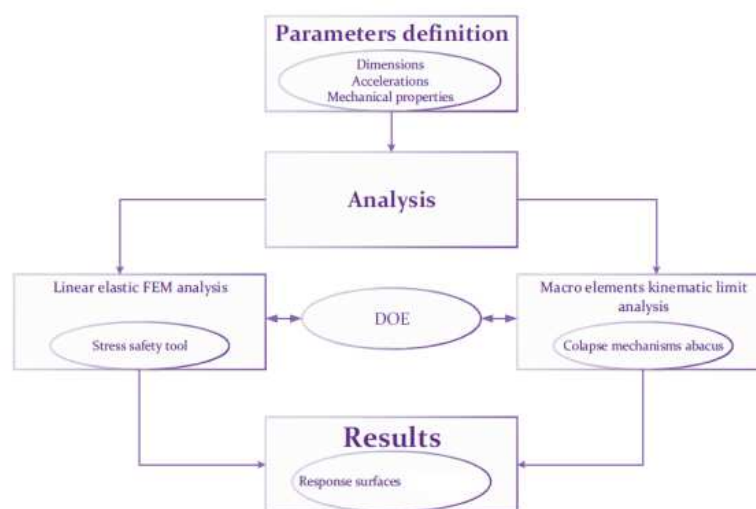 Parameters definition
Dimensions
Accelerations
Mechanical properties
Analysis
Linear elastic FEM analysis
Stress safety tool
DOE
Macro elements kinematic limit
analysis
Colapse mechanisms abacus
Results
Response surfaces